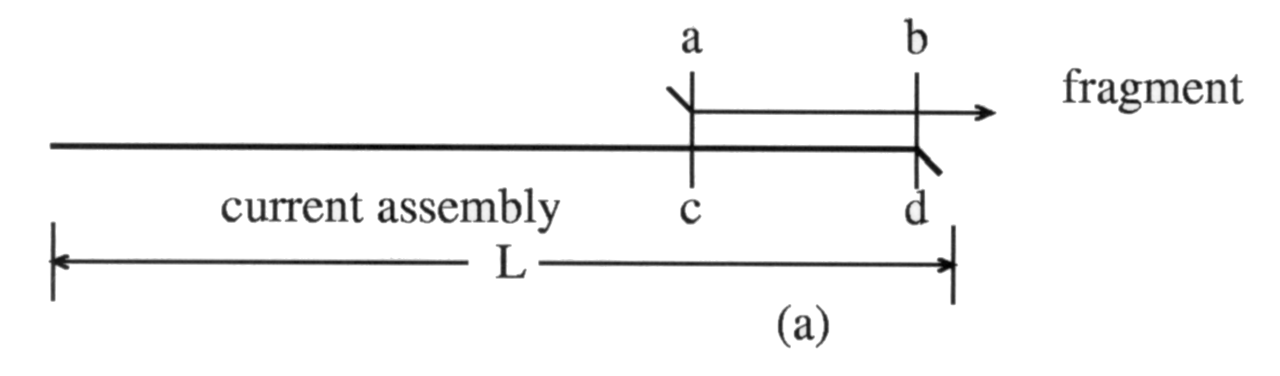 a b
fragment
current assembly c d
L
(a)